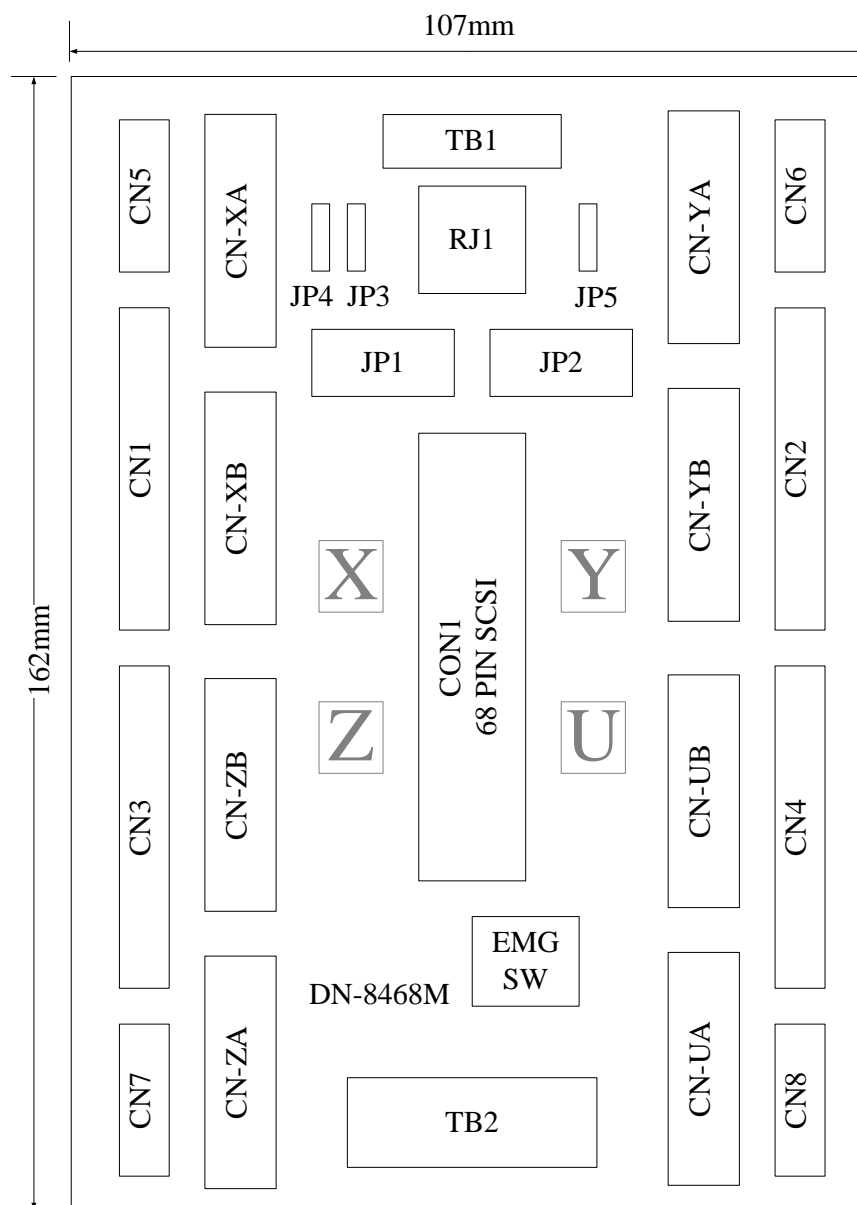 107mm
TB1
CN5
CN-XA
CN-YA
CN6
RJ1
JP4
JP3
JP5
JP1
JP2
CN1
CN-XB
CN-YB
CN2
X
Y
CON1
68 PIN SCSI
162mm
Z
U
CN3
CN-ZB
CN-UB
CN4
EMG
SW
DN-8468M
CN7
CN-ZA
CN-UA
CN8
TB2